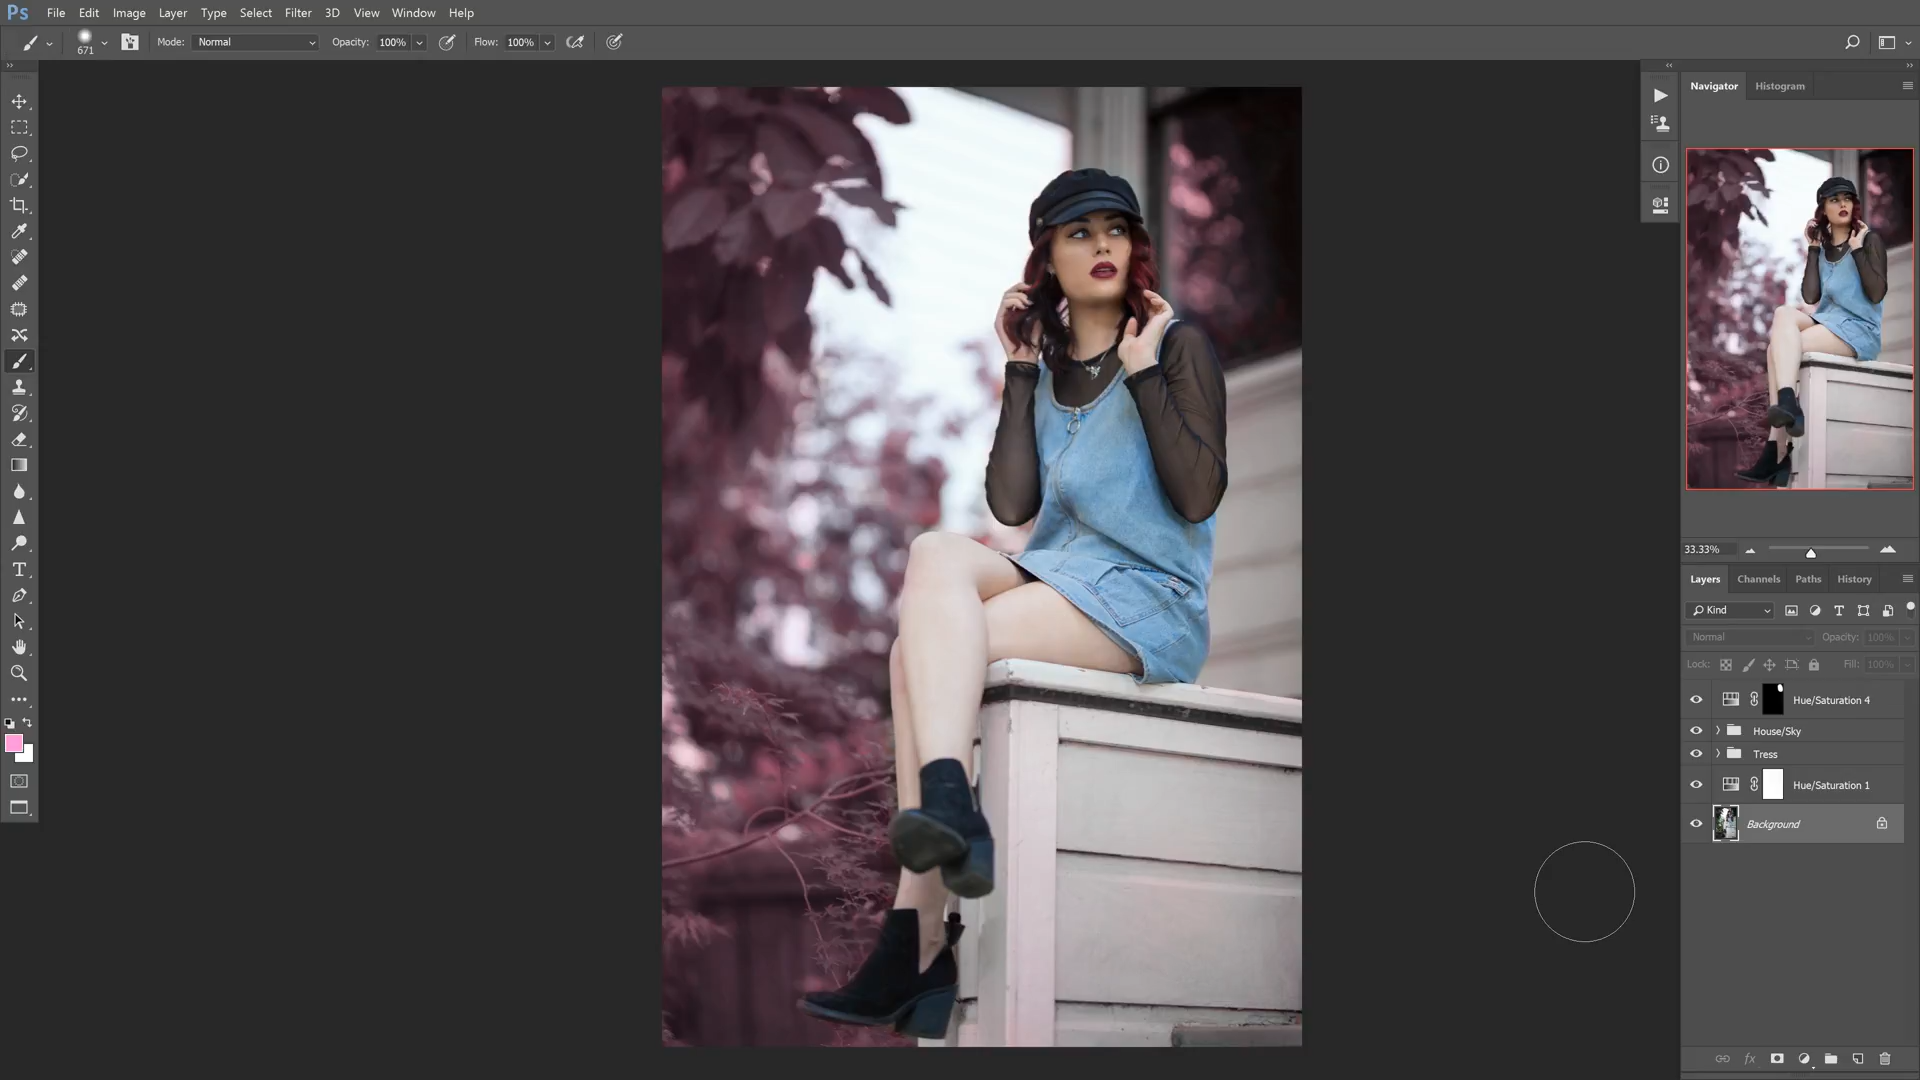 Ps File Edit Image Layer Type Select Filter 3D View Window Help
671 Mode: Normal Opacity: 100% Flow: 100%
Navigator Histogram
33.33%
Layers Channels Paths History
Kind T
Normal Opacity: 100%
Lock: Fill: 100%
Hue/Saturation 4
House/Sky
Tress
Hue/Saturation 1
Background
fx